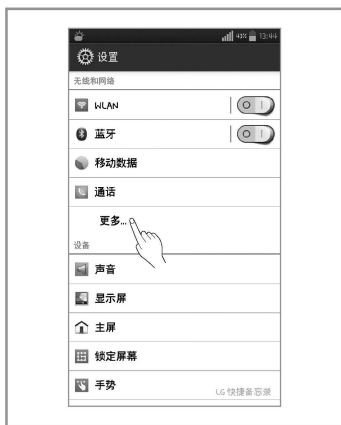 43% 13:44
设置
无线和网络
WLAN
蓝牙
移动数据
通话
更多...
设备
声音
显示屏
主屏
锁定屏幕
手势
LG 快捷备忘录